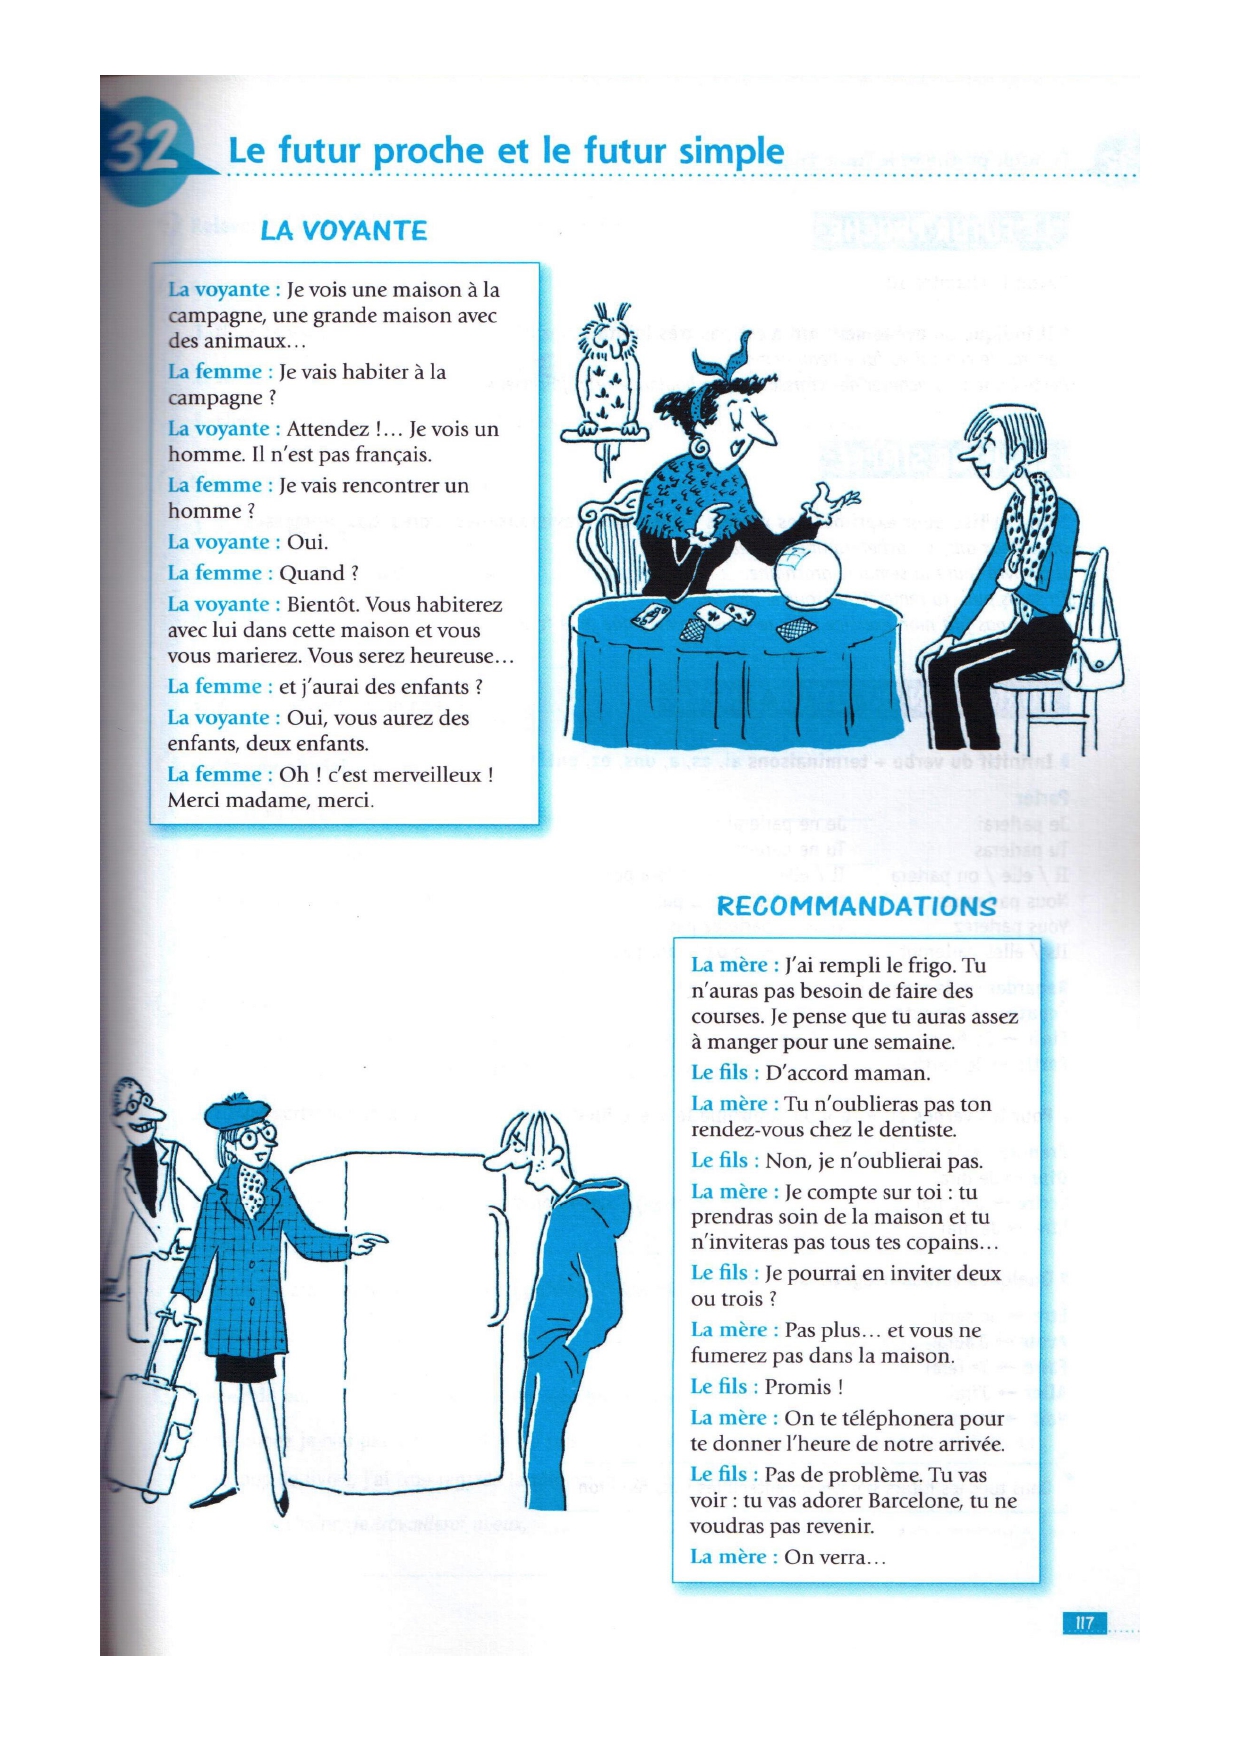 32
Le futur proche et le futur simple
LA VOYANTE
La voyante : Je vois une maison à la
campagne, une grande maison avec
des animaux...
La femme : Je vais habiter à la
campagne ?
La voyante : Attendez !... Je vois un
homme. Il n'est pas français.
La femme : Je vais rencontrer un
homme ?
La voyante : Oui.
La femme : Quand ?
La voyante : Bientôt. Vous habiterez
avec lui dans cette maison et vous
vous marierez. Vous serez heureuse...
La femme : et j'aurai des enfants ?
La voyante : Oui, vous aurez des
enfants, deux enfants.
La femme : Oh ! c'est merveilleux !
Merci madame, merci.
RECOMMANDATIONS
La mère : J'ai rempli le frigo. Tu
n'auras pas besoin de faire des
courses. Je pense que tu auras assez
à manger pour une semaine.
Le fils : D'accord maman.
La mère : Tu n'oublieras pas ton
rendez-vous chez le dentiste.
Le fils : Non, je n'oublierai pas.
La mère : Je compte sur toi : tu
prendras soin de la maison et tu
n'inviteras pas tous tes copains...
Le fils : Je pourrai en inviter deux
ou trois ?
La mère : Pas plus... et vous ne
fumerez pas dans la maison.
Le fils : Promis !
La mère : On te téléphonera pour
te donner l'heure de notre arrivée.
Le fils : Pas de problème. Tu vas
voir : tu vas adorer Barcelone, tu ne
voudras pas revenir.
La mère : On verra...
117